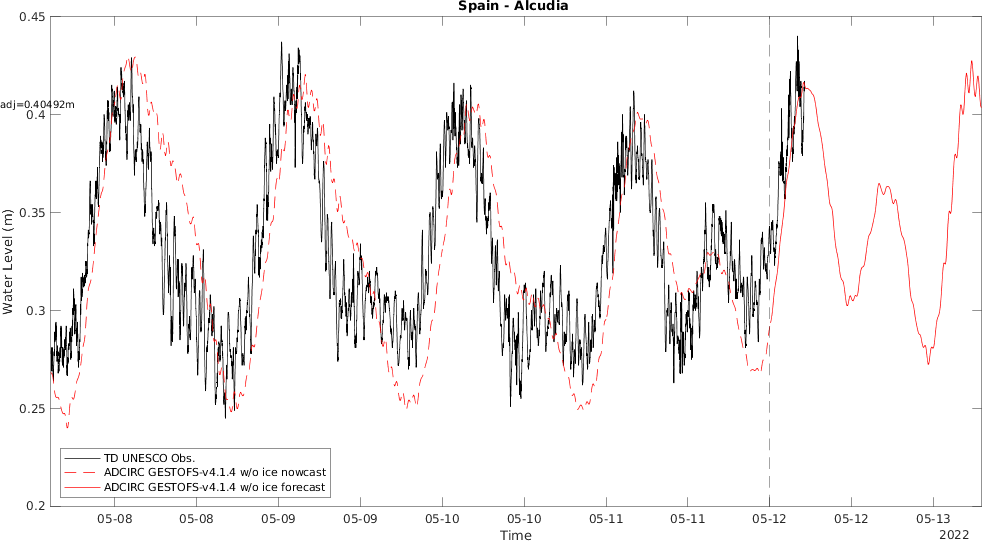 Spain - Alcudia
0.45
adj=0.40492m
0.4
0.35
0.3
0.25
0.2
Water Level (m)
TD UNESCO Obs.
ADCIRC GESTOFS-v4.1.4 w/o ice nowcast
ADCIRC GESTOFS-v4.1.4 w/o ice forecast
05-08 05-08 05-09 05-09 05-10 05-10 05-11 05-11 05-12 05-12 05-13
Time
2022